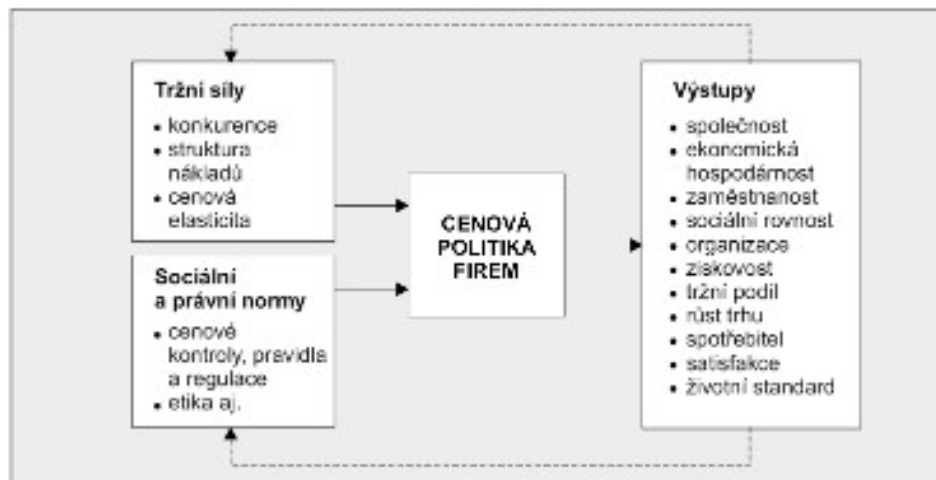 Tržní síly
• konkurence
• struktura
nákladů
• cenová
elasticita
Sociální
a právní normy
• cenové
kontroly, pravidla
a regulace
• etika aj.
CENOVÁ
POLITIKA
FIREM
Výstupy
• společnost
• ekonomická
hospodárnost
• zaměstnanost
• sociální rovnost
• organizace
• ziskovost
• tržní podíl
• růst trhu
• spotřebitel
• satisfakce
• životní standard